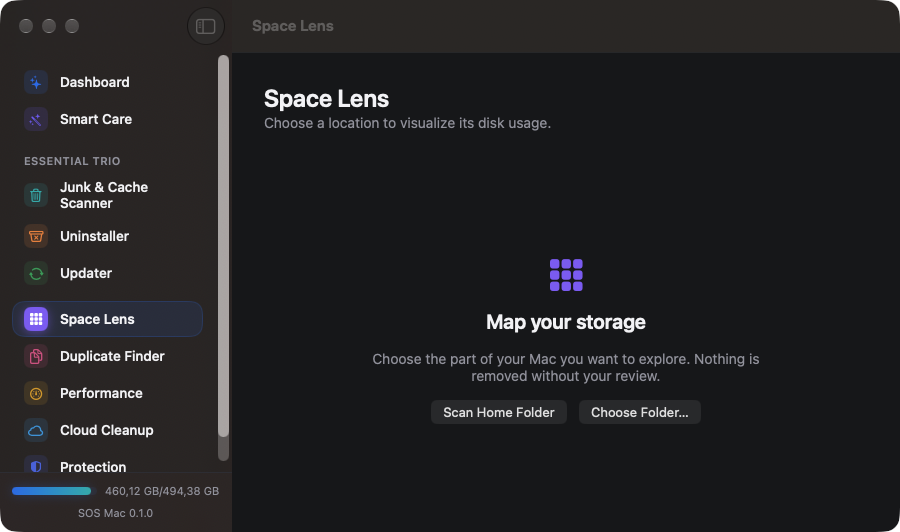 Space Lens
Dashboard
Smart Care
ESSENTIAL TRIO
Junk & Cache
Scanner
Uninstaller
Updater
Space Lens
Duplicate Finder
Performance
Cloud Cleanup
Protection
460,12 GB/494,38 GB
SOS Mac 0.1.0
Space Lens
Choose a location to visualize its disk usage.
Map your storage
Choose the part of your Mac you want to explore. Nothing is
removed without your review.
Scan Home Folder
Choose Folder...